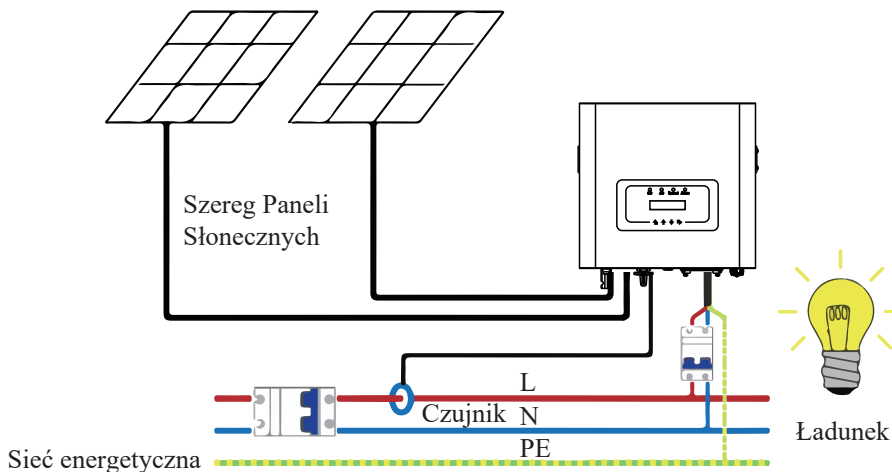 Szereg Paneli
Słonecznych
L
Czujnik
N
PE
Ładunek
Sieć energetyczna